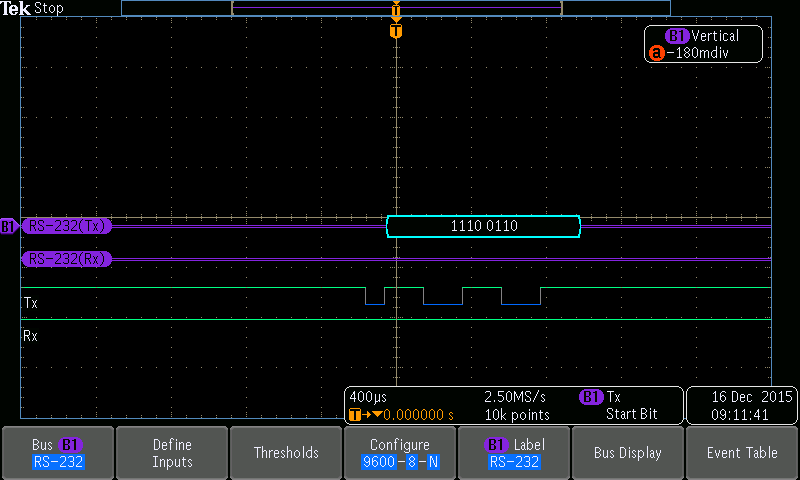 Tek Stop
T
T
B1 Vertical
a -180mdiv
B1 RS-232(Tx) 1110 0110
RS-232(Rx)
Tx
Rx
400µs 2.50MS/s B1 Tx 16 Dec 2015
T→▼0.000000 s 10k points Start Bit 09:11:41
Bus B1 Define Thresholds Configure B1 Label Bus Display Event Table
RS-232 Inputs 9600-8-N RS-232